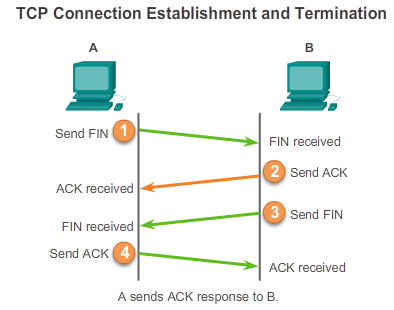 TCP Connection Establishment and Termination
A
B
Send FIN 1
FIN received
2 Send ACK
ACK received
3 Send FIN
FIN received
Send ACK 4
ACK received
A sends ACK response to B.